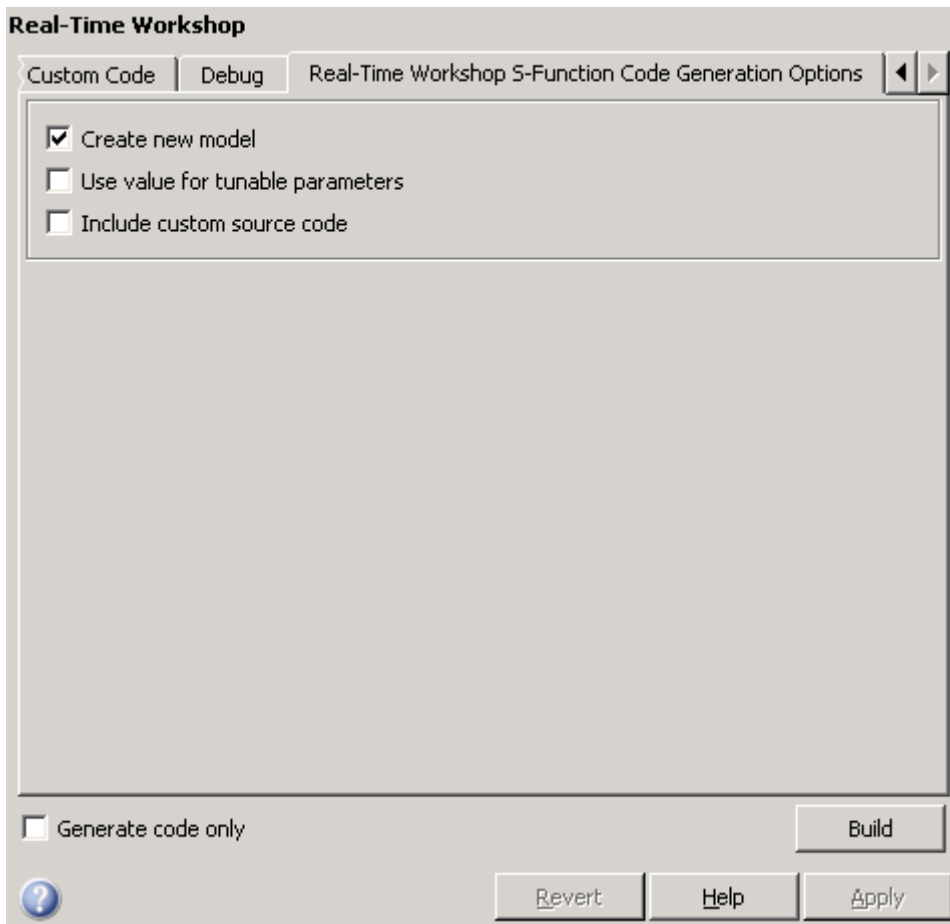 Real-Time Workshop
Custom Code Debug Real-Time Workshop S-Function Code Generation Options
Create new model
Use value for tunable parameters
Include custom source code
Generate code only Build
? Revert Help Apply